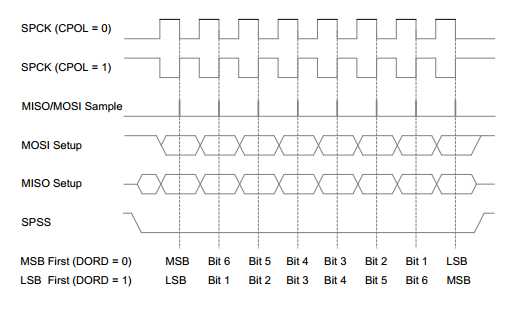 SPCK (CPOL = 0)
SPCK (CPOL = 1)
MISO/MOSI Sample
MOSI Setup
MISO Setup
SPSS
MSB First (DORD = 0) MSB Bit 6 Bit 5 Bit 4 Bit 3 Bit 2 Bit 1 LSB
LSB First (DORD = 1) LSB Bit 1 Bit 2 Bit 3 Bit 4 Bit 5 Bit 6 MSB